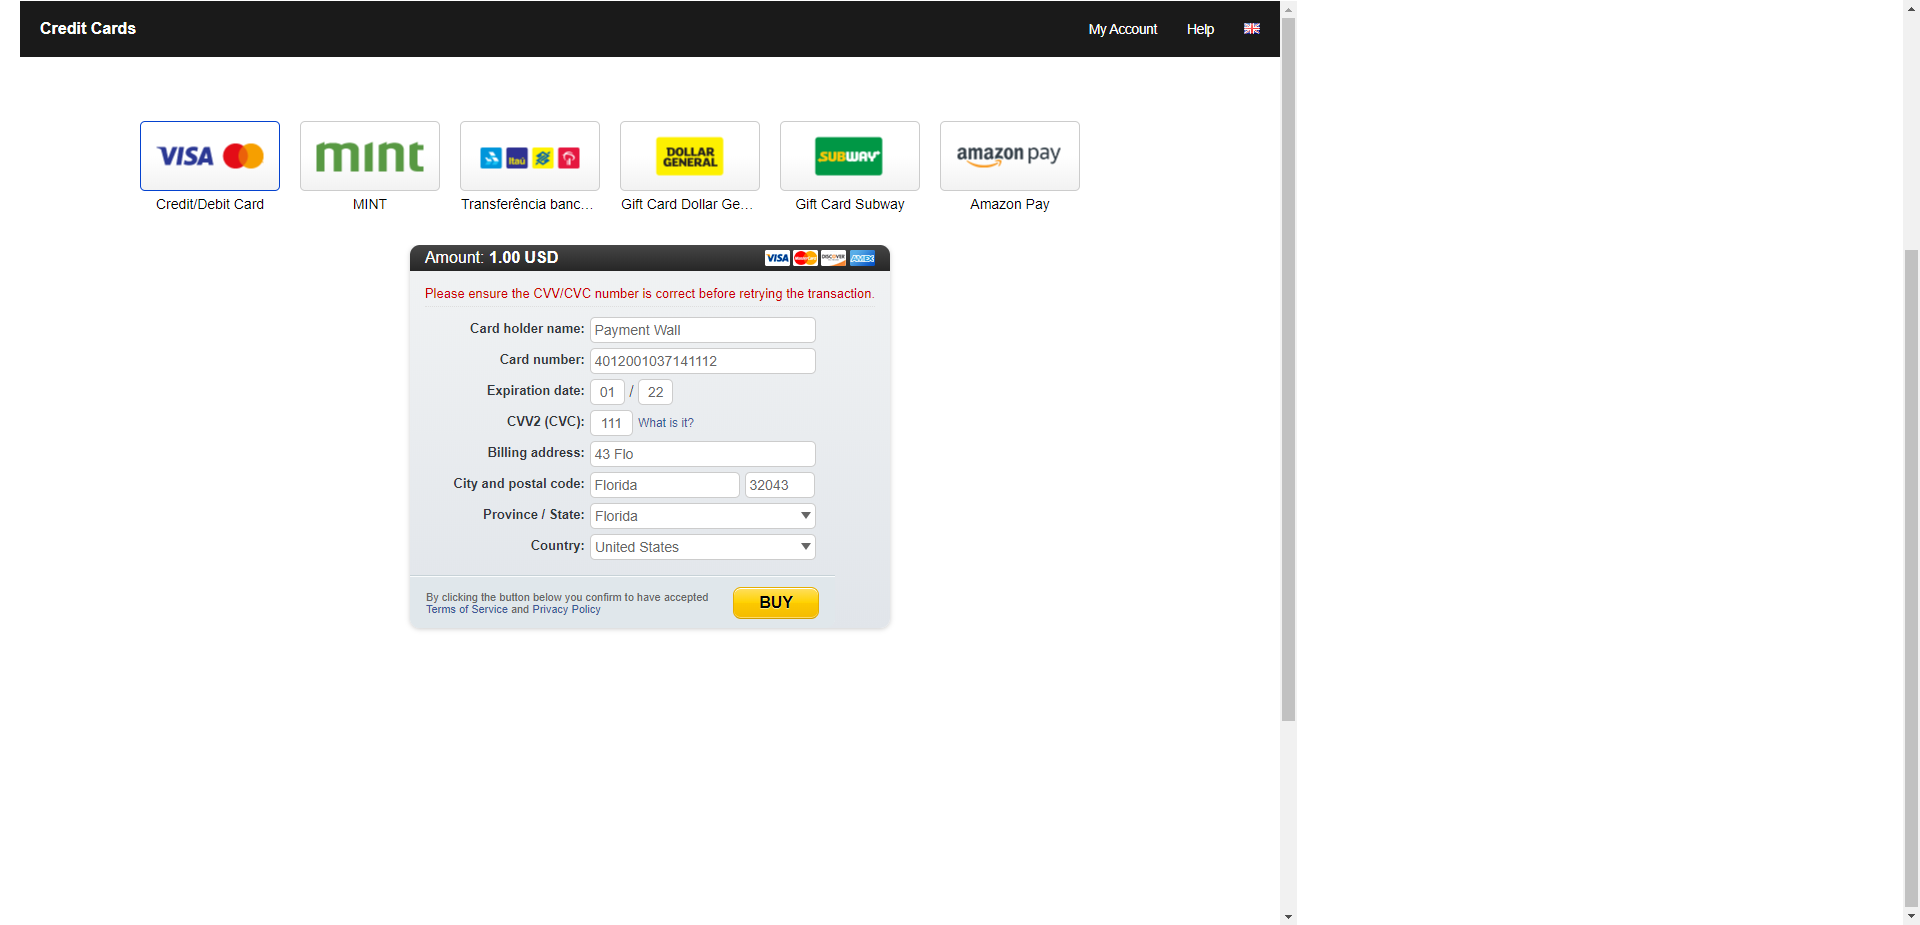 Credit Cards
My Account
Help
VISA
mint
Itaú
DOLLAR
GENERAL
SUBWAY
amazon pay
Credit/Debit Card
MINT
Transferência banc...
Gift Card Dollar Ge...
Gift Card Subway
Amazon Pay
Amount: 1.00 USD
VISA
MasterCard
DISCOVER
AMEX
Please ensure the CVV/CVC number is correct before retrying the transaction.
Card holder name: Payment Wall
Card number: 4012001037141112
Expiration date: 01 / 22
CVV2 (CVC): 111 What is it?
Billing address: 43 Flo
City and postal code: Florida 32043
Province / State: Florida
Country: United States
By clicking the button below you confirm to have accepted
Terms of Service and Privacy Policy
BUY